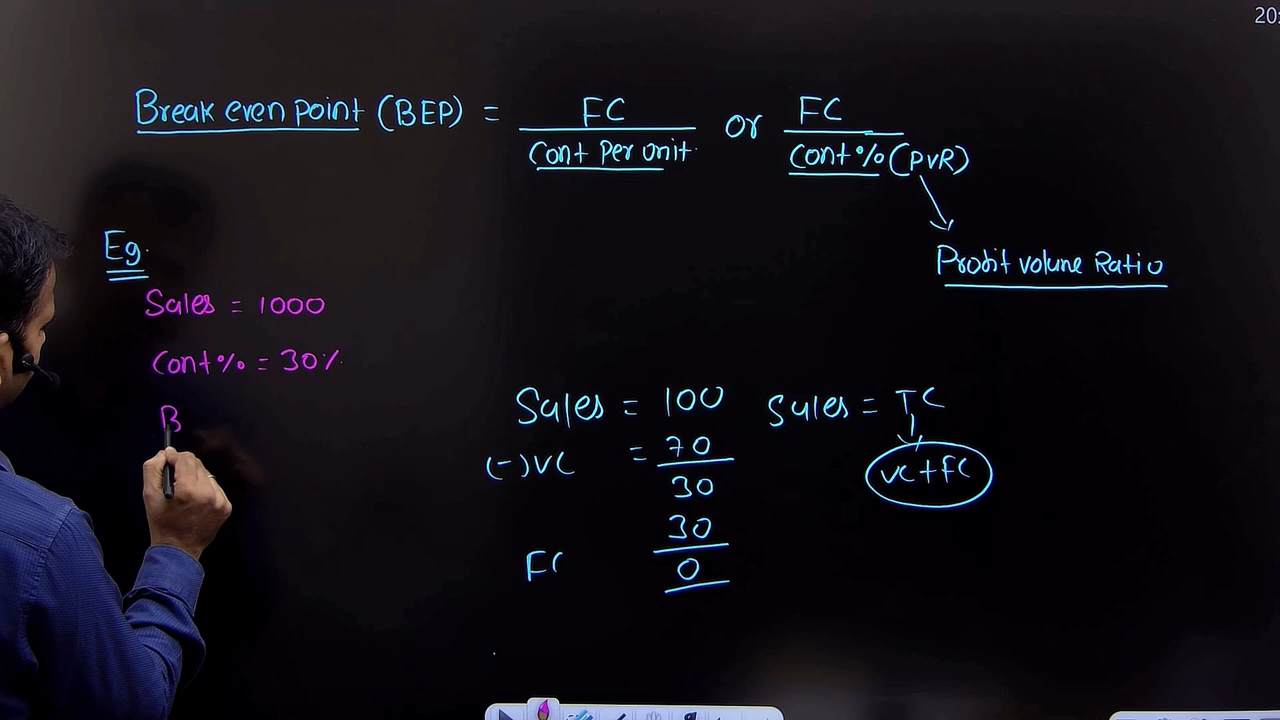 20:
Break even point (BEP) = FC / Cont Per unit or FC / Cont % (PVR)
Profit volume Ratio
Eg.
Sales = 1000
Cont% = 30%
B
Sales = 100
(-) VC = 70
30
30
FC
0
Sales = TC
VC + FC